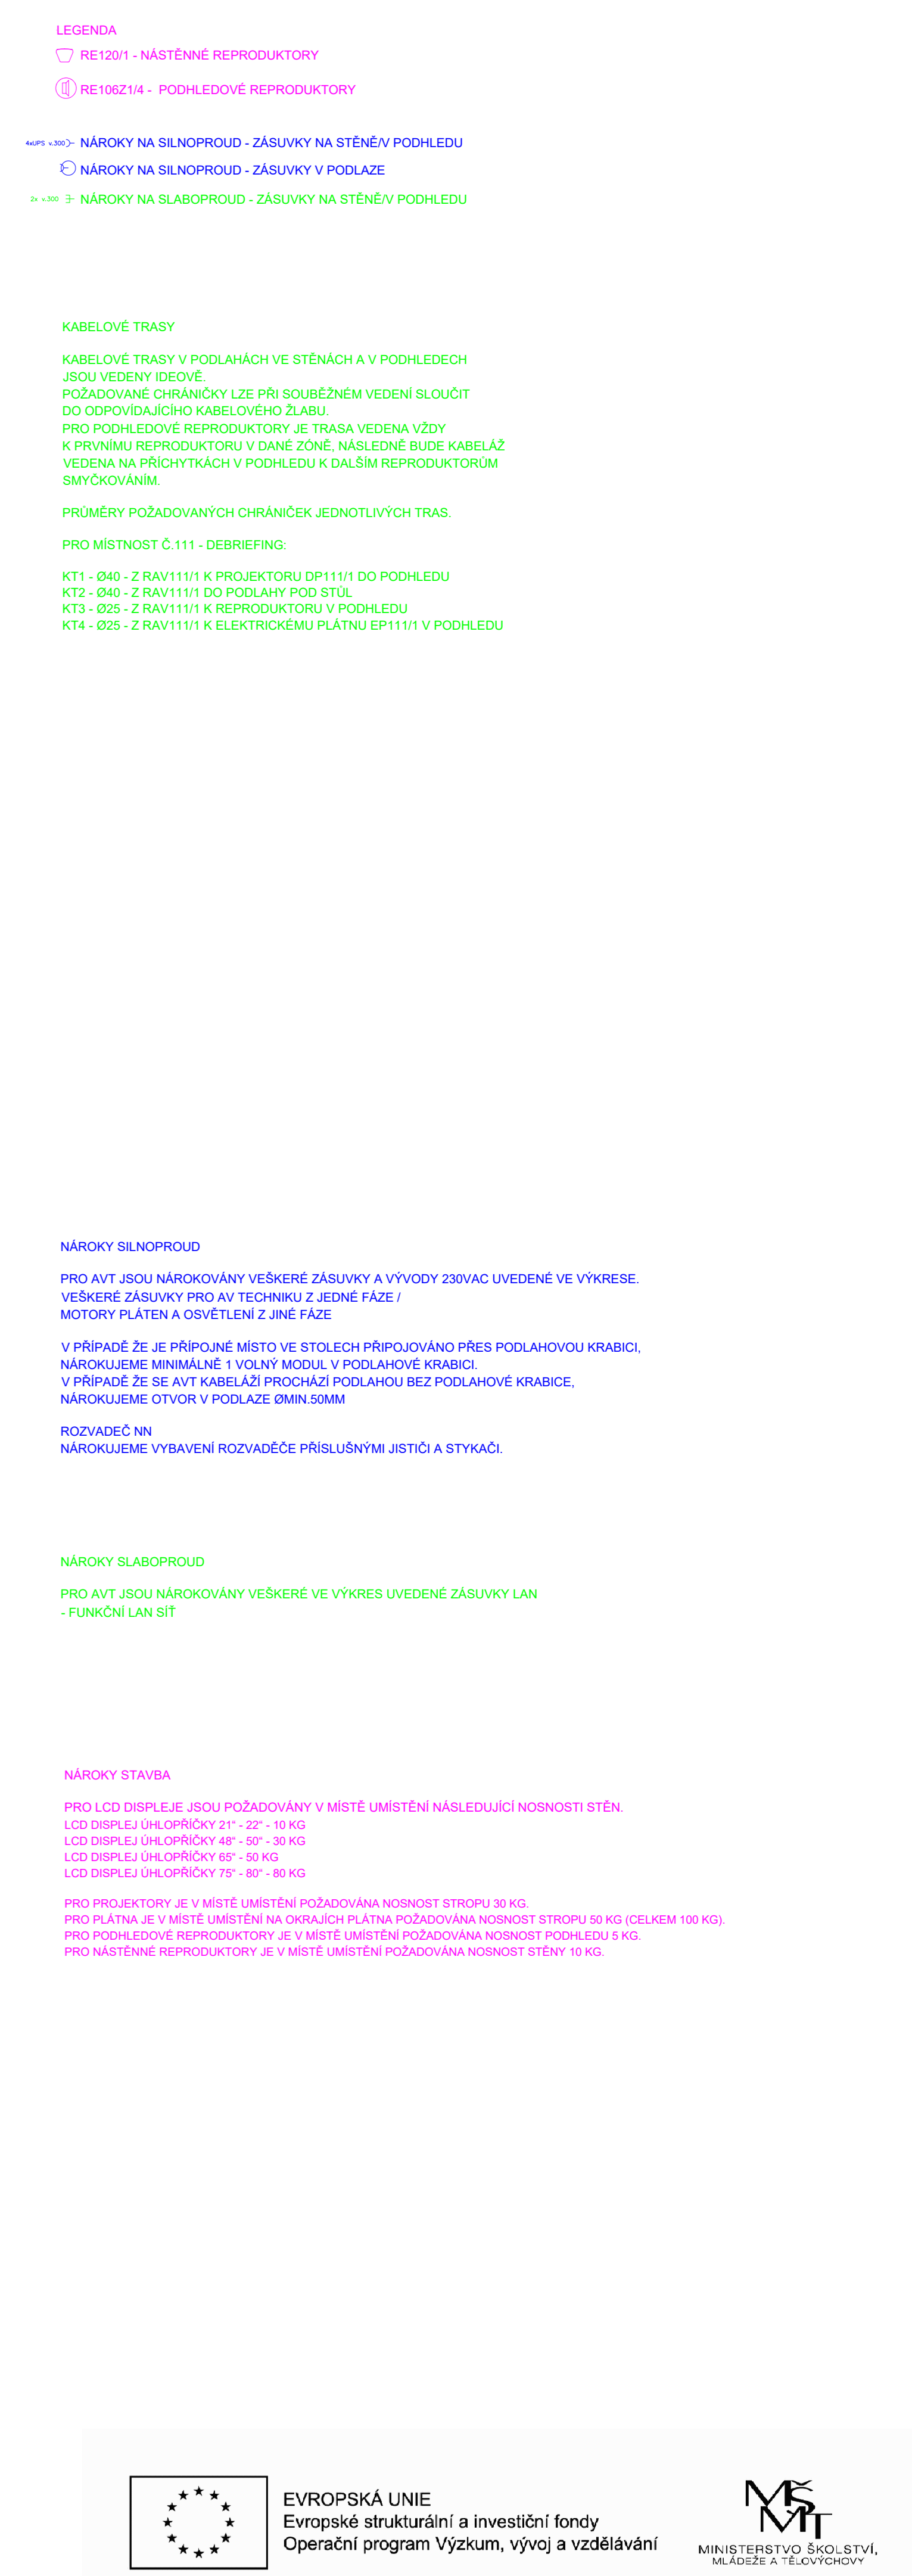 LEGENDA
RE120/1 - NÁSTĚNNÉ REPRODUKTORY
RE106Z1/4 - PODHLEDOVÉ REPRODUKTORY
4xUPS v.300 NÁROKY NA SILNOPROUD - ZÁSUVKY NA STĚNĚ/V PODHLEDU
NÁROKY NA SILNOPROUD - ZÁSUVKY V PODLAZE
2x v.300 NÁROKY NA SLABOPROUD - ZÁSUVKY NA STĚNĚ/V PODHLEDU
KABELOVÉ TRASY
KABELOVÉ TRASY V PODLAHÁCH VE STĚNÁCH A V PODHLEDECH
JSOU VEDENY IDEOVĚ.
POŽADOVANÉ CHRÁNIČKY LZE PŘI SOUBĚŽNÉM VEDENÍ SLOUČIT
DO ODPOVÍDAJÍCÍHO KABELOVÉHO ŽLABU.
PRO PODHLEDOVÉ REPRODUKTORY JE TRASA VEDENA VŽDY
K PRVNÍMU REPRODUKTORU V DANÉ ZÓNĚ, NÁSLEDNĚ BUDE KABELÁŽ
VEDENA NA PŘÍCHYTKÁCH V PODHLEDU K DALŠÍM REPRODUKTORŮM
SMYČKOVÁNÍM.
PRŮMĚRY POŽADOVANÝCH CHRÁNIČEK JEDNOTLIVÝCH TRAS.
PRO MÍSTNOST Č.111 - DEBRIEFING:
KT1 - Ø40 - Z RAV111/1 K PROJEKTORU DP111/1 DO PODHLEDU
KT2 - Ø40 - Z RAV111/1 DO PODLAHY POD STŮL
KT3 - Ø25 - Z RAV111/1 K REPRODUKTORU V PODHLEDU
KT4 - Ø25 - Z RAV111/1 K ELEKTRICKÉMU PLÁTNU EP111/1 V PODHLEDU
NÁROKY SILNOPROUD
PRO AVT JSOU NÁROKOVÁNY VEŠKERÉ ZÁSUVKY A VÝVODY 230VAC UVEDENÉ VE VÝKRESE.
VEŠKERÉ ZÁSUVKY PRO AV TECHNIKU Z JEDNÉ FÁZE /
MOTORY PLÁTEN A OSVĚTLENÍ Z JINÉ FÁZE
V PŘÍPADĚ ŽE JE PŘÍPOJNÉ MÍSTO VE STOLECH PŘIPOJOVÁNO PŘES PODLAHOVOU KRABICI,
NÁROKUJEME MINIMÁLNĚ 1 VOLNÝ MODUL V PODLAHOVÉ KRABICI.
V PŘÍPADĚ ŽE SE AVT KABELÁŽÍ PROCHÁZÍ PODLAHOU BEZ PODLAHOVÉ KRABICE,
NÁROKUJEME OTVOR V PODLAZE ØMIN.50MM
ROZVADEČ NN
NÁROKUJEME VYBAVENÍ ROZVADĚČE PŘÍSLUŠNÝMI JISTIČI A STYKAČI.
NÁROKY SLABOPROUD
PRO AVT JSOU NÁROKOVÁNY VEŠKERÉ VE VÝKRES UVEDENÉ ZÁSUVKY LAN
- FUNKČNÍ LAN SÍŤ
NÁROKY STAVBA
PRO LCD DISPLEJE JSOU POŽADOVÁNY V MÍSTĚ UMÍSTĚNÍ NÁSLEDUJÍCÍ NOSNOSTI STĚN.
LCD DISPLEJ ÚHLOPŘÍČKY 21“ - 22“ - 10 KG
LCD DISPLEJ ÚHLOPŘÍČKY 48“ - 50“ - 30 KG
LCD DISPLEJ ÚHLOPŘÍČKY 65“ - 50 KG
LCD DISPLEJ ÚHLOPŘÍČKY 75“ - 80“ - 80 KG
PRO PROJEKTORY JE V MÍSTĚ UMÍSTĚNÍ POŽADOVÁNA NOSNOST STROPU 30 KG.
PRO PLÁTNA JE V MÍSTĚ UMÍSTĚNÍ NA OKRAJÍCH PLÁTNA POŽADOVÁNA NOSNOST STROPU 50 KG (CELKEM 100 KG).
PRO PODHLEDOVÉ REPRODUKTORY JE V MÍSTĚ UMÍSTĚNÍ POŽADOVÁNA NOSNOST PODHLEDU 5 KG.
PRO NÁSTĚNNÉ REPRODUKTORY JE V MÍSTĚ UMÍSTĚNÍ POŽADOVÁNA NOSNOST STĚNY 10 KG.
EVROPSKÁ UNIE
Evropské strukturální a investiční fondy
Operační program Výzkum, vývoj a vzdělávání
MŠMT
MINISTERSTVO ŠKOLSTVÍ,
MLÁDEŽE A TĚLOVÝCHOVY